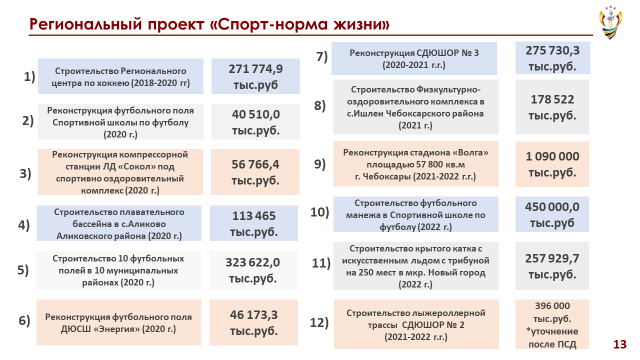 Региональный проект «Спорт-норма жизни»
1)
Строительство Регионального
центра по хоккею (2018-2020 гг)
271 774,9
тыс.руб
2)
Реконструкция футбольного поля
Спортивной школы по футболу
(2020 г.)
40 510,0
тыс.руб.
3)
Реконструкция компрессорной
станции ЛД «Сокол» под
спортивно оздоровительный
комплекс (2020 г.)
56 766,4
тыс.руб.
4)
Строительство плавательного
бассейна в с.Аликово
Аликовского района (2020 г.)
113 465
тыс.руб.
5)
Строительство 10 футбольных
полей в 10 муниципальных
районах (2020 г.)
323 622,0
тыс.руб.
6)
Реконструкция футбольного поля
ДЮСШ «Энергия» (2020 г.)
46 173,3
тыс.руб.
7)
Реконструкция СДЮШОР № 3
(2020-2021 г.г.)
275 730,3
тыс.руб.
8)
Строительство Физкультурно-
оздоровительного комплекса в
с.Ишлеи Чебоксарского района
(2021 г.)
178 522
тыс.руб.
9)
Реконструкция стадиона «Волга»
площадью 57 800 кв.м
г. Чебоксары (2021-2022 г.г.)
1 090 000
тыс.руб.
10)
Строительство футбольного
манежа в Спортивной школе по
футболу (2022 г.)
450 000,0
тыс.руб
11)
Строительство крытого катка с
искусственным льдом с трибуной
на 250 мест в мкр. Новый город
(2022 г.)
257 929,7
тыс.руб.
12)
Строительство лыжероллерной
трассы СДЮШОР № 2
(2021-2022 г.г.)
396 000
тыс.руб.
*уточнение
после ПСД
13